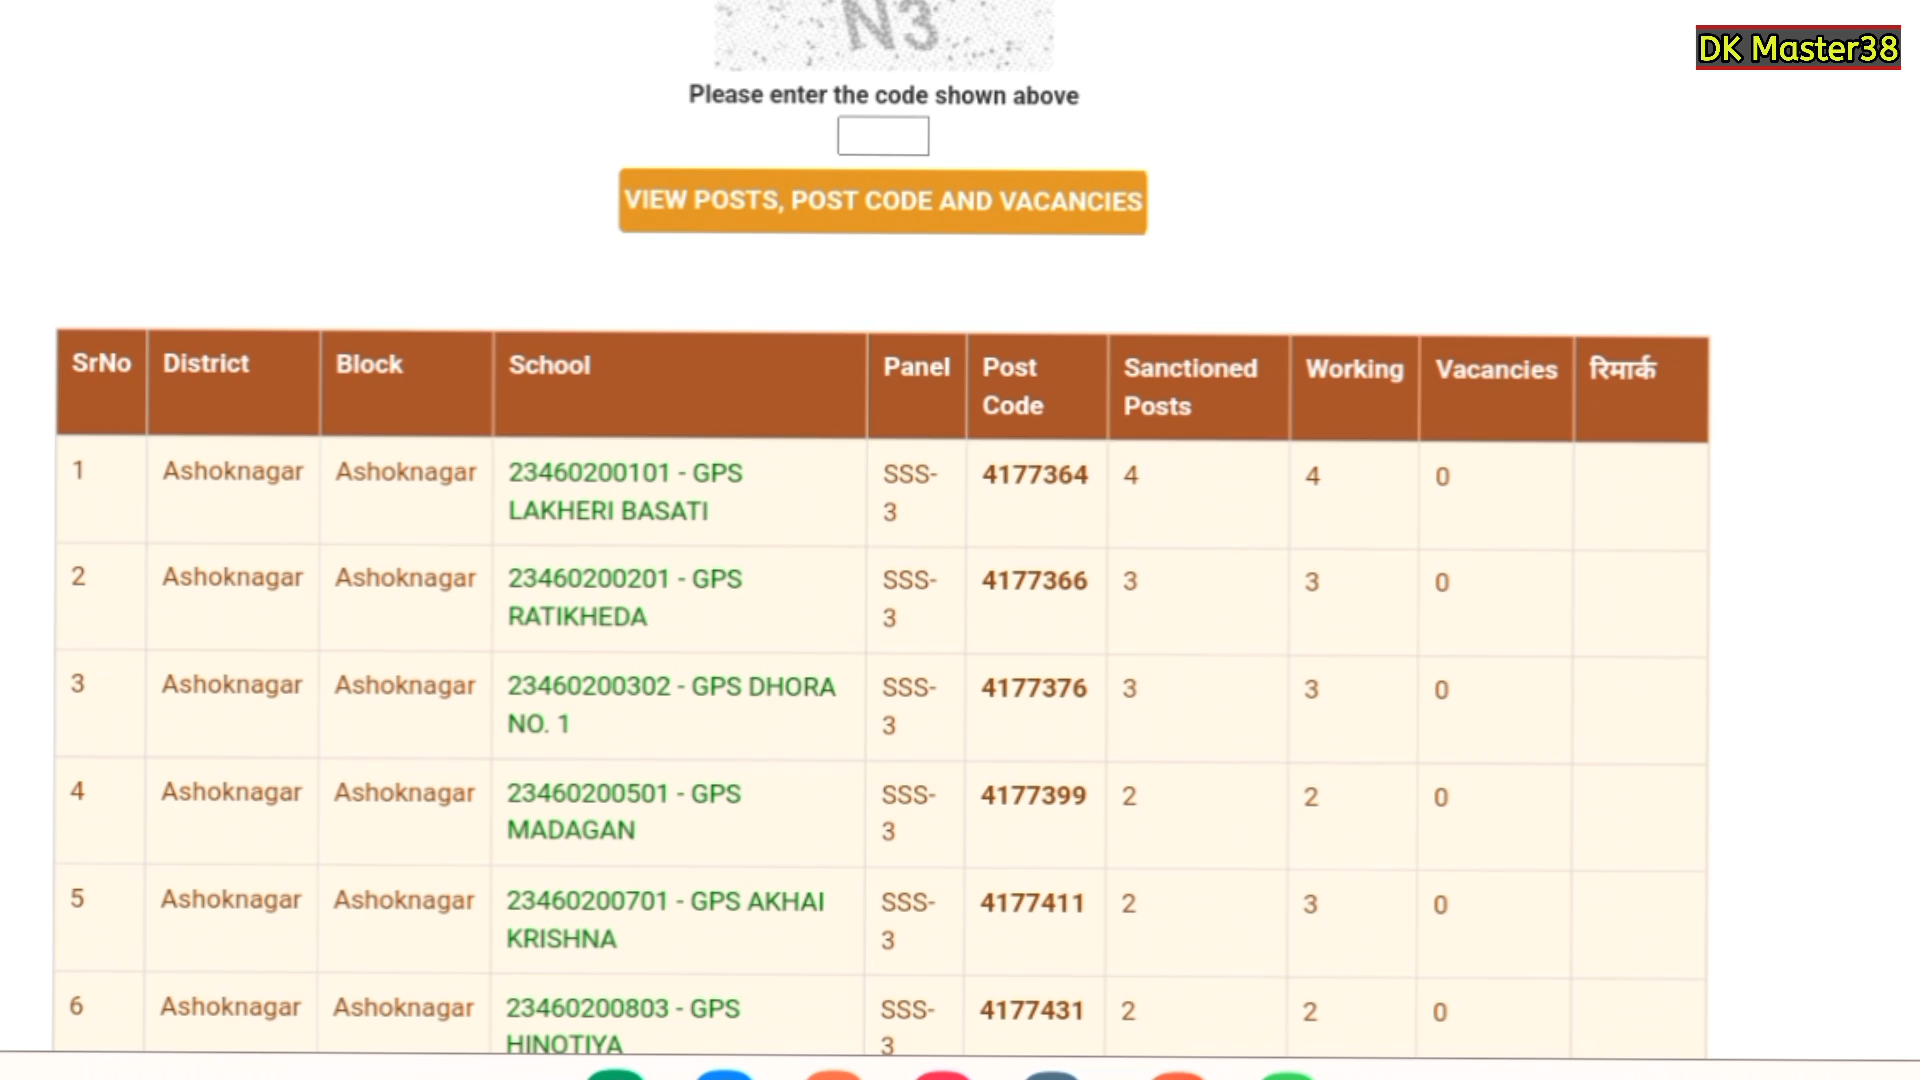 N3
DK Master38
Please enter the code shown above
VIEW POSTS, POST CODE AND VACANCIES
SrNo District Block School Panel Post Code Sanctioned Posts Working Vacancies रिमार्क
1 Ashoknagar Ashoknagar 23460200101 - GPS LAKHERI BASATI SSS-3 4177364 4 4 0
2 Ashoknagar Ashoknagar 23460200201 - GPS RATIKHEDA SSS-3 4177366 3 3 0
3 Ashoknagar Ashoknagar 23460200302 - GPS DHORA NO. 1 SSS-3 4177376 3 3 0
4 Ashoknagar Ashoknagar 23460200501 - GPS MADAGAN SSS-3 4177399 2 2 0
5 Ashoknagar Ashoknagar 23460200701 - GPS AKHAI KRISHNA SSS-3 4177411 2 3 0
6 Ashoknagar Ashoknagar 23460200803 - GPS HINOTIYA SSS-3 4177431 2 2 0